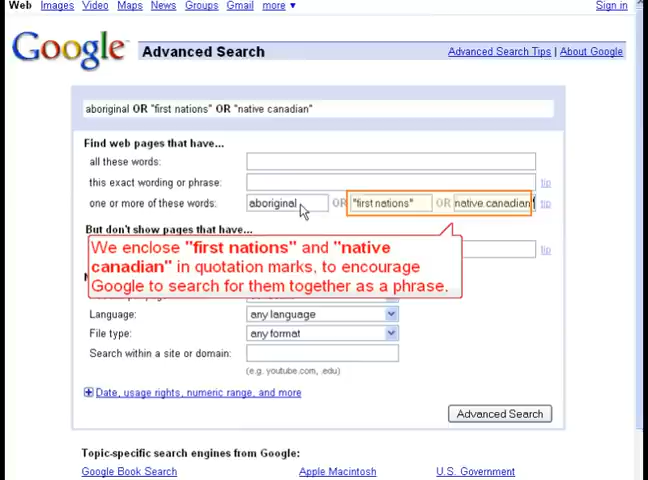 Web Images Video Maps News Groups Gmail more ▼ Sign in
Google Advanced Search Advanced Search Tips | About Google
aboriginal OR "first nations" OR "native canadian"
Find web pages that have...
all these words:
this exact wording or phrase: tip
one or more of these words: aboriginal OR "first nations" OR native canadian" tip
But don't show pages that have...
tip
We enclose "first nations" and "native
canadian" in quotation marks, to encourage
Google to search for them together as a phrase.
Language: any language
File type: any format
Search within a site or domain:
(e.g. youtube.com, .edu)
Date, usage rights, numeric range, and more
Advanced Search
Topic-specific search engines from Google:
Google Book Search Apple Macintosh U.S. Government